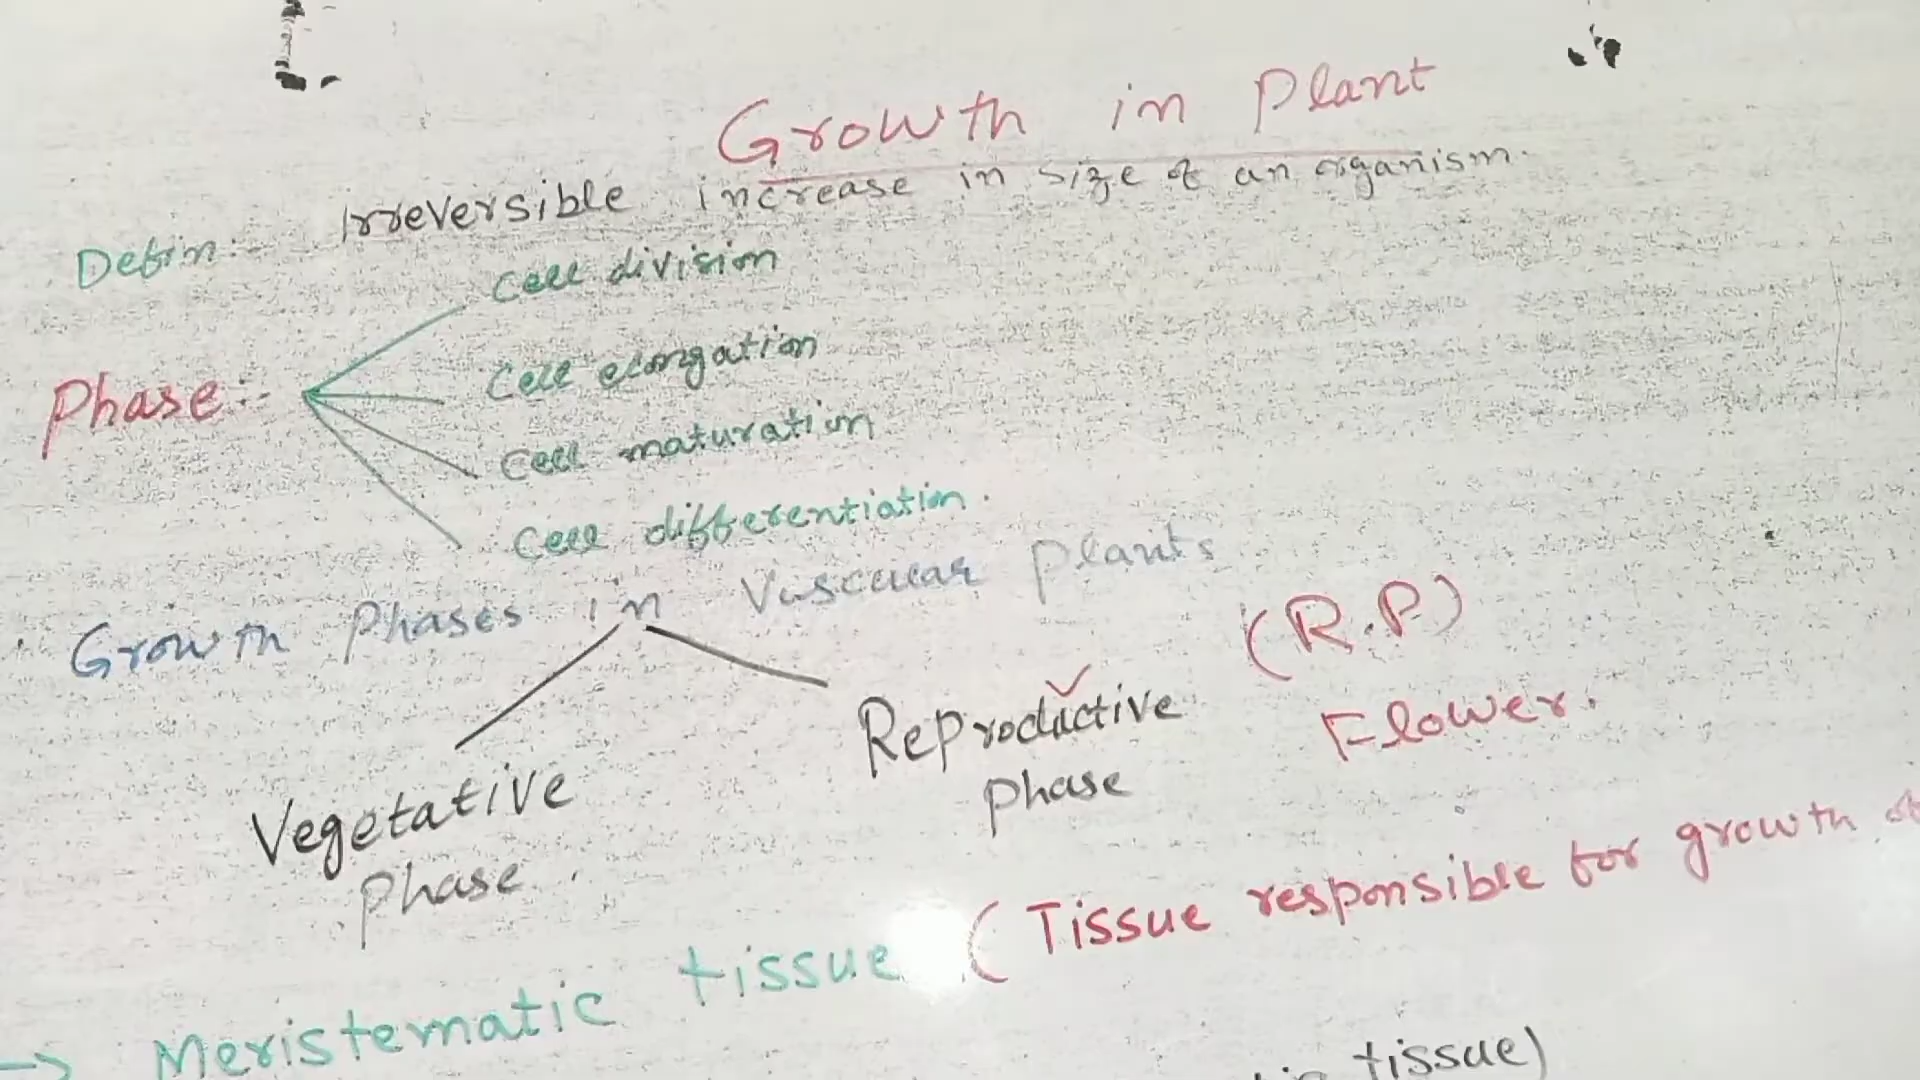 Growth in Plant
Defin:- Irreversible increase in size of an organism.
Cell division
Phase:-
Cell elongation
Cell maturation
Cell differentiation.
Growth Phases in Vascular plants
(R.P)
Vegetative phase
Reproductive phase
Flower.
→ Meristematic tissue (Tissue responsible for growth of
tissue)